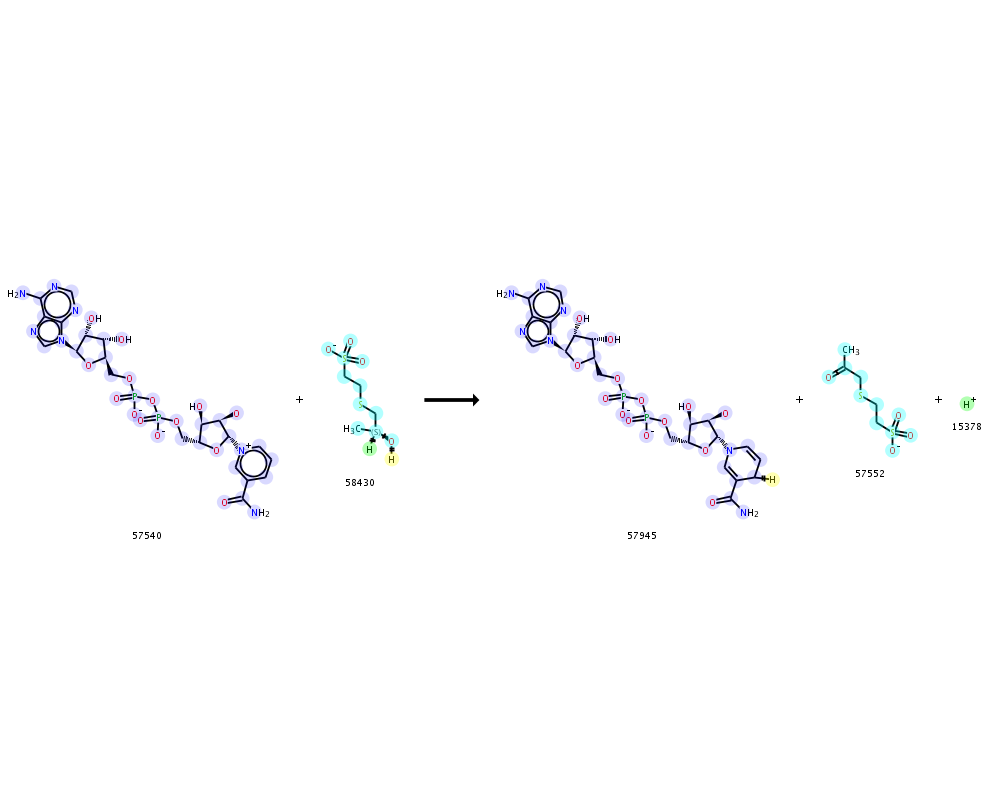 H₂N N N N N OH OH O O O P O O⁻ O P O O⁻ O HO O O N⁺ O NH₂
57540
+
O⁻ S O O S H₃C (S) O H H
58430
H₂N N N N N OH OH O O O P O O⁻ O P O O⁻ O HO O O N H O NH₂
57945
+
CH₃ O S S O O O⁻
57552
+
H⁺
15378